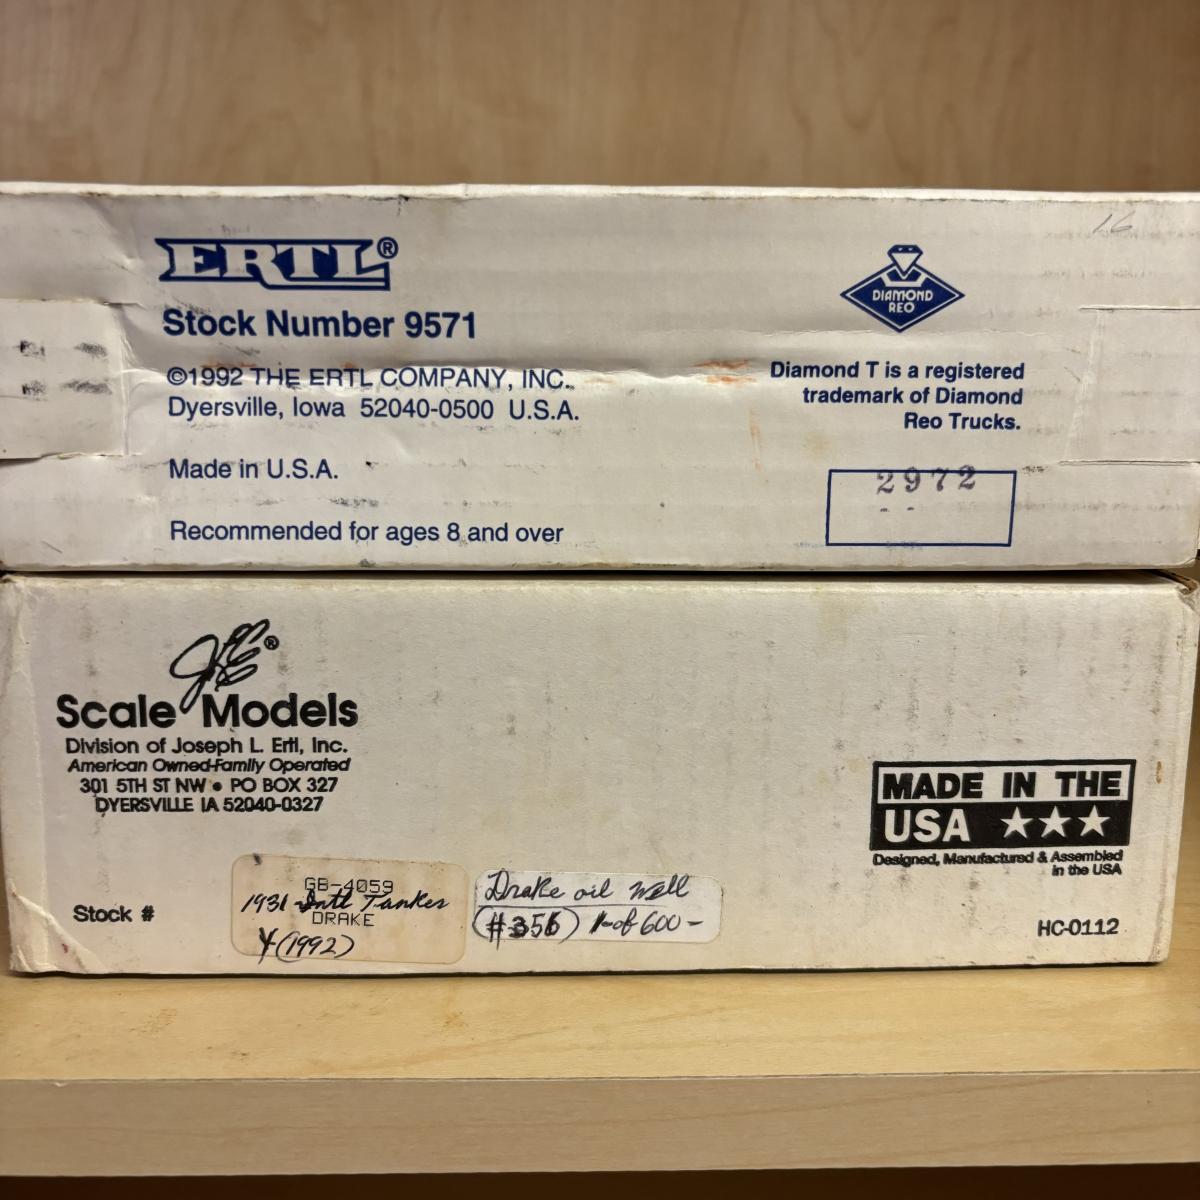 16
ERTL®
Stock Number 9571
©1992 THE ERTL COMPANY, INC.
Dyersville, Iowa 52040-0500 U.S.A.
Made in U.S.A.
Recommended for ages 8 and over
DIAMOND
REO
Diamond T is a registered
trademark of Diamond
Reo Trucks.
2972
®
Scale Models
Division of Joseph L. Ertl, Inc.
American Owned-Family Operated
301 5TH ST NW • PO BOX 327
DYERSVILLE IA 52040-0327
Stock #
GB-4059
1931 Intl Tanker
DRAKE
(1992)
Drake oil well
(#356) 1-of 600-
MADE IN THE
USA ★★★
Designed, Manufactured & Assembled
in the USA
HC-0112